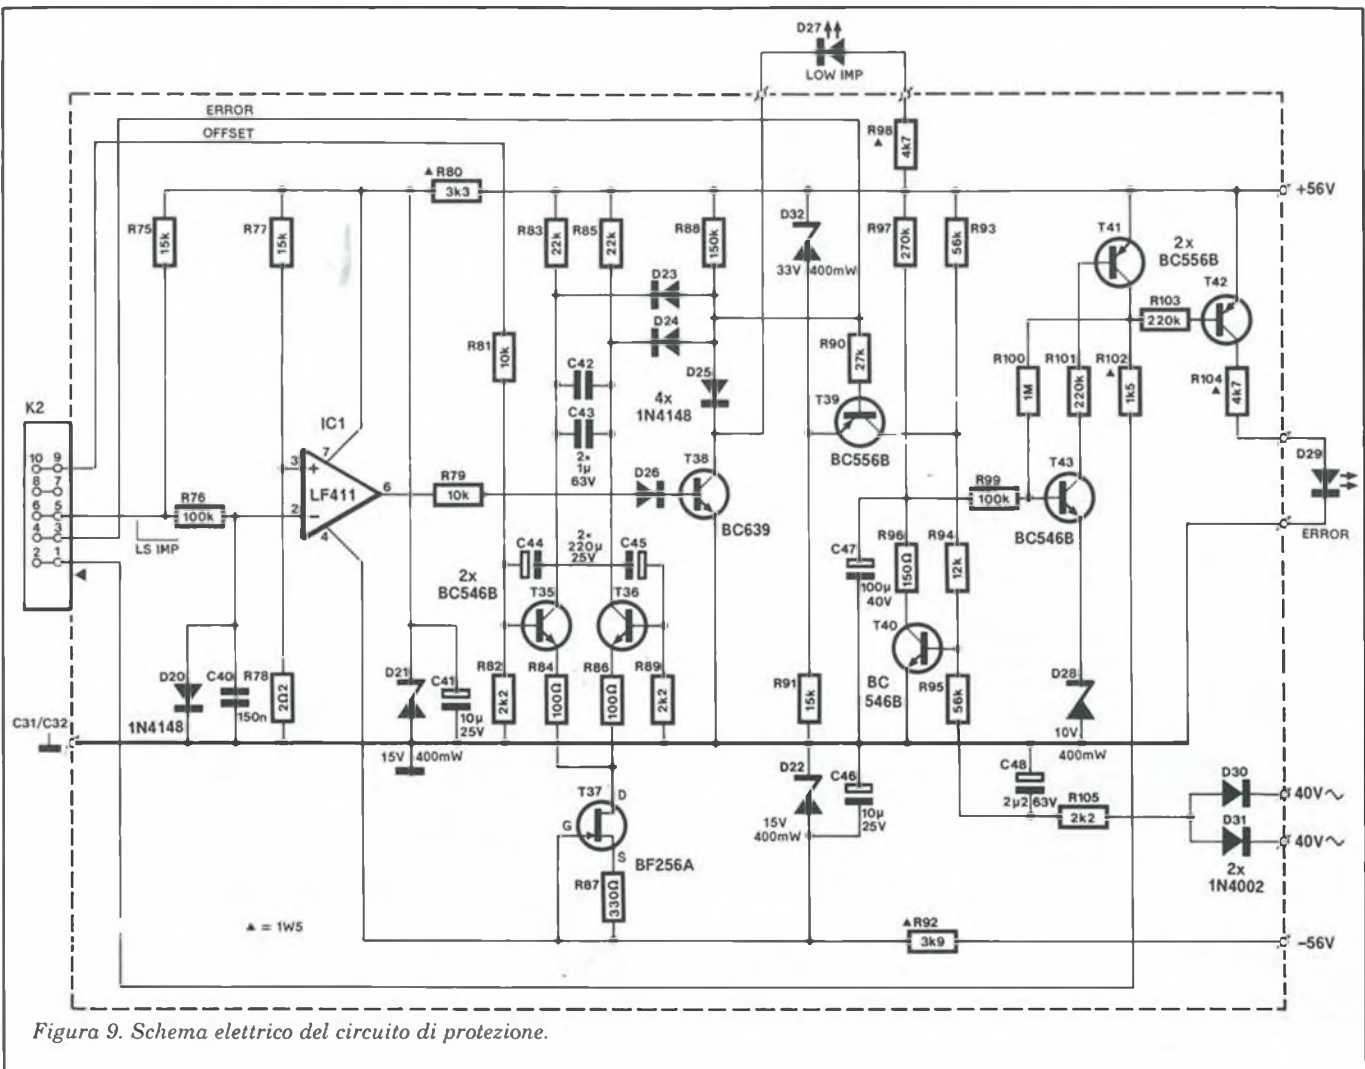 D27
LOW IMP
ERROR
OFFSET
R98
▲
4k7
▲ R80
3k3
+56V
R75
15k
R77
15k
R83
22k
R85
22k
R88
150k
D32
33V 400mW
R97
270k
R93
56k
T41
2x
BC556B
T42
D23
D24
R103
220k
R81
10k
R90
27k
C42
C43
2×
1µ
63V
D25
4x
1N4148
T39
BC556B
R100
1M
R101
220k
R102
▲
1k5
R104
▲
4k7
K2
10 9
8 7
6 5
4 3
2 1
IC1
3
+
7
LF411
6
2
−
4
R76
100k
LS IMP
R79
10k
D26
T38
BC639
R99
100k
T43
BC546B
D29
ERROR
C44
2×
220µ
25V
C45
2x
BC546B
T35
T36
C47
100µ
40V
R96
150Ω
R94
12k
T40
BC
546B
D20
1N4148
C40
150n
R78
2Ω2
D21
15V 400mW
C41
10µ
25V
R82
2k2
R84
100Ω
R86
100Ω
R89
2k2
R91
15k
R95
56k
D28
10V
400mW
C31/C32
T37
D
G
S
BF256A
R87
330Ω
D22
15V
400mW
C46
10µ
25V
C48
2µ2 63V
R105
2k2
D30
40V~
D31
40V~
2x
1N4002
▲ = 1W5
▲R92
3k9
−56V
Figura 9. Schema elettrico del circuito di protezione.